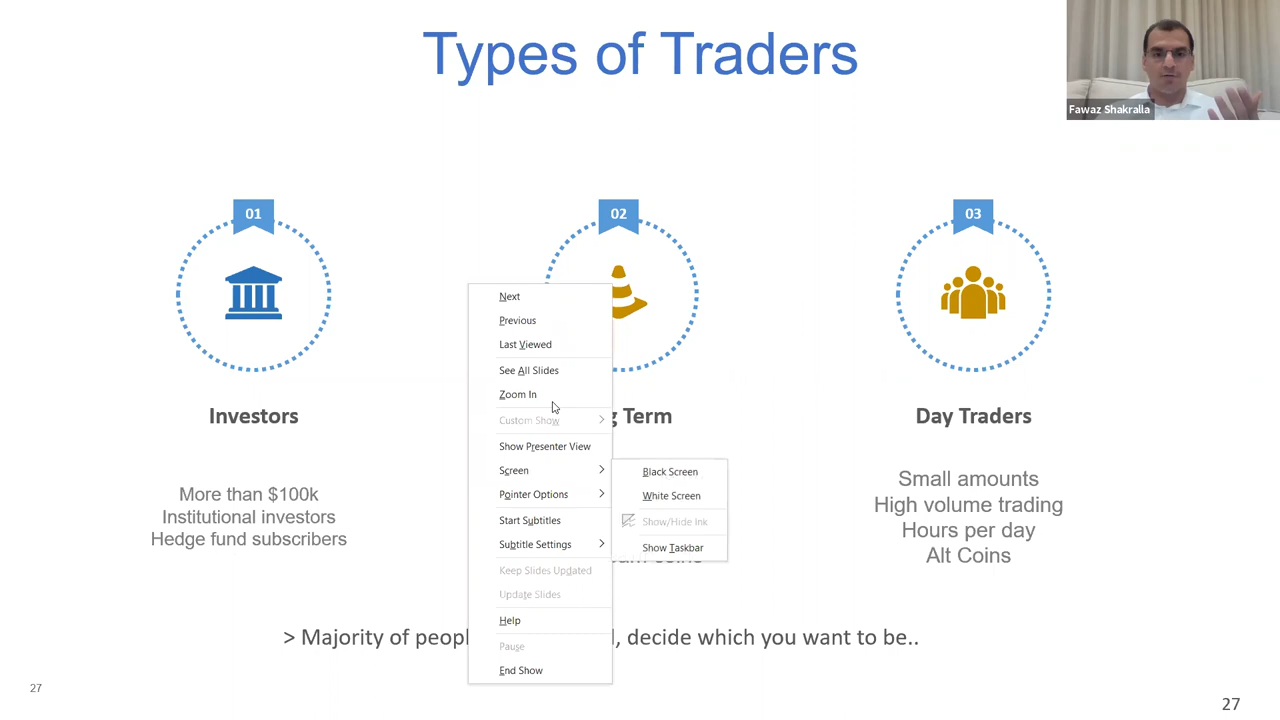 Types of Traders
Fawaz Shakralla
01
02
03
Investors
Term
Day Traders
More than $100k
Institutional investors
Hedge fund subscribers
Small amounts
High volume trading
Hours per day
Alt Coins
Next
Previous
Last Viewed
See All Slides
Zoom In
Custom Show
Show Presenter View
Screen
Pointer Options
Start Subtitles
Subtitle Settings
Keep Slides Updated
Update Slides
Help
Pause
End Show
Black Screen
White Screen
Show/Hide Ink
Show Taskbar
> Majority of , decide which you want to be..
27
27